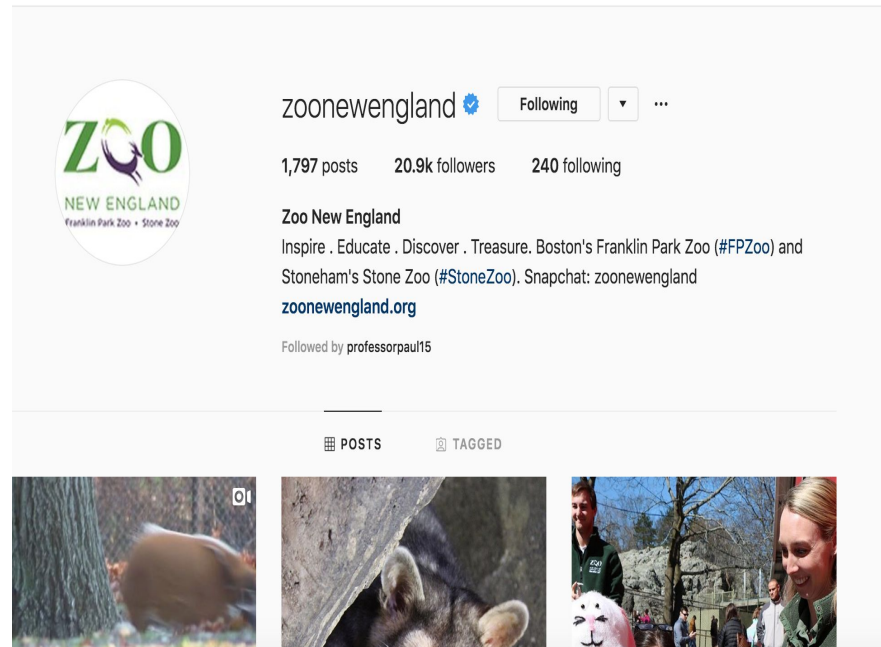 ZOO
NEW ENGLAND
Franklin Park Zoo • Stone Zoo
zoonewengland
Following
1,797 posts 20.9k followers 240 following
Zoo New England
Inspire . Educate . Discover . Treasure. Boston's Franklin Park Zoo (#FPZoo) and
Stoneham's Stone Zoo (#StoneZoo). Snapchat: zoonewengland
zoonewengland.org
Followed by professorpaul15
POSTS TAGGED